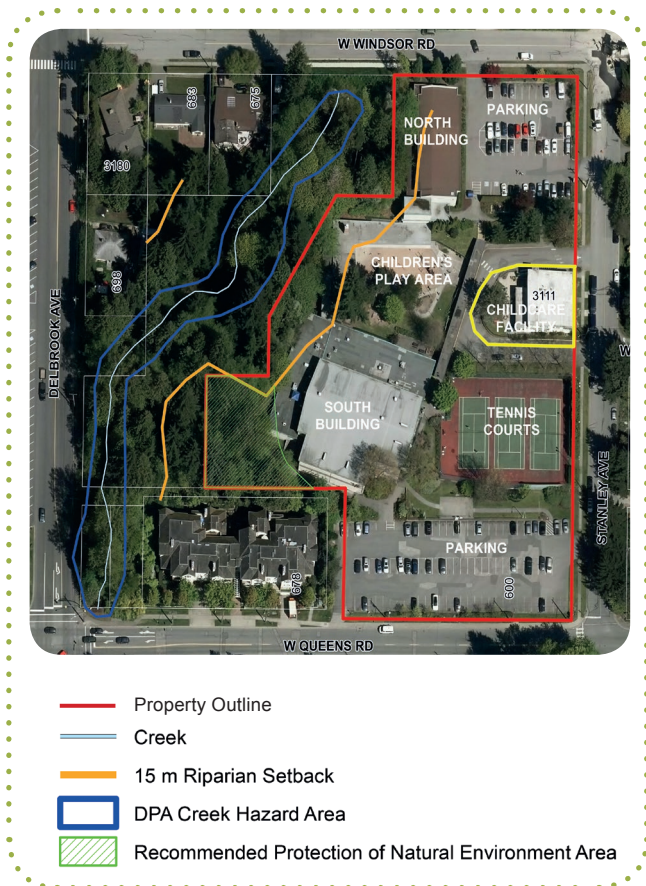 W WINDSOR RD
683
675
PARKING
NORTH
BUILDING
3180
CHILDREN'S
PLAY AREA
698
3111
CHILDCARE
FACILITY
DELBROOK AVE
W
SOUTH
BUILDING
TENNIS
COURTS
STANLEY AVE
PARKING
678
600
W QUEENS RD
Property Outline
Creek
15 m Riparian Setback
DPA Creek Hazard Area
Recommended Protection of Natural Environment Area